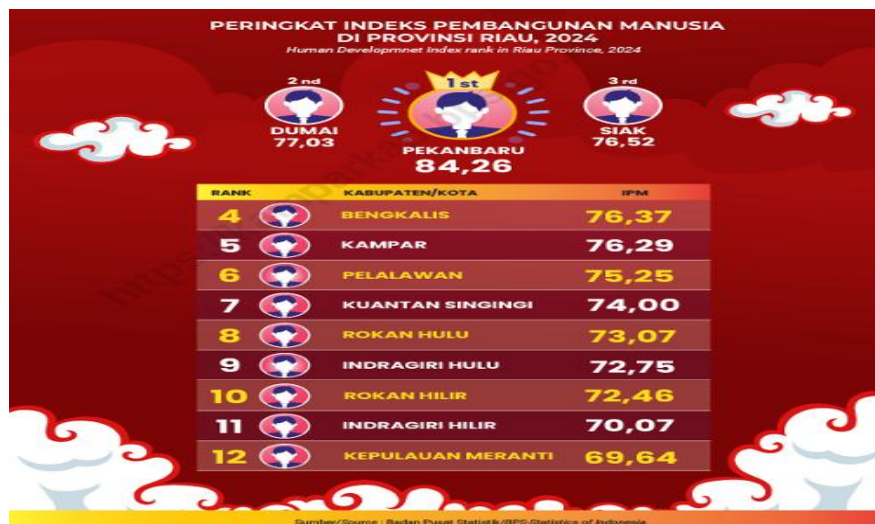 PERINGKAT INDEKS PEMBANGUNAN MANUSIA
DI PROVINSI RIAU, 2024
Human Developmnet Index rank in Riau Province, 2024
2 nd
DUMAI
77,03
1 st
PEKANBARU
84,26
3 rd
SIAK
76,52
RANK KABUPATEN/KOTA IPM
4 BENGKALIS 76,37
5 KAMPAR 76,29
6 PELALAWAN 75,25
7 KUANTAN SINGINGI 74,00
8 ROKAN HULU 73,07
9 INDRAGIRI HULU 72,75
10 ROKAN HILIR 72,46
11 INDRAGIRI HILIR 70,07
12 KEPULAUAN MERANTI 69,64
Sumber/Source : Badan Pusat Statistik/BPS-Statistics of Indonesia